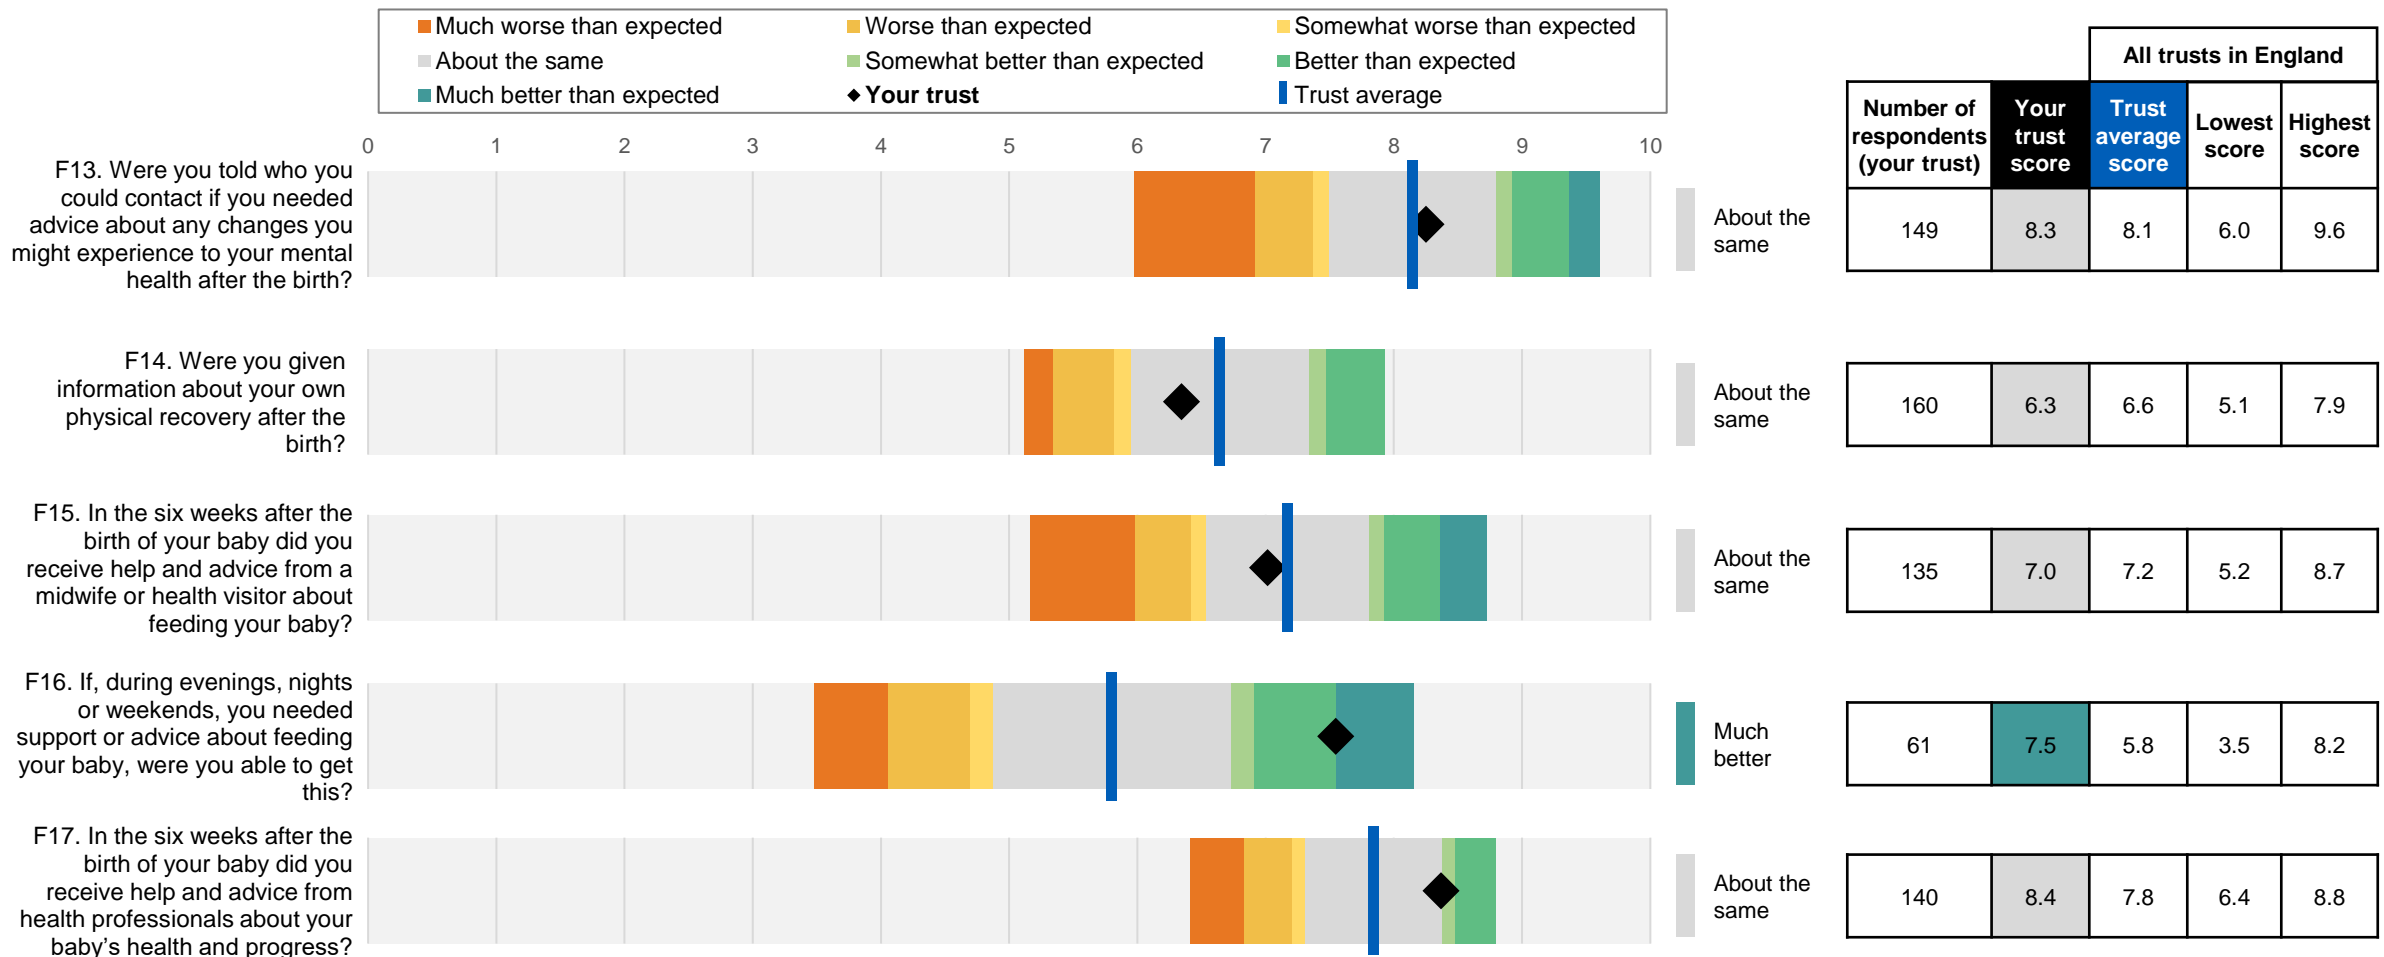 Much worse than expected
Worse than expected
Somewhat worse than expected
About the same
Somewhat better than expected
Better than expected
Much better than expected
Your trust
Trust average
All trusts in England
Number of
respondents
(your trust)
Your
trust
score
Trust
average
score
Lowest
score
Highest
score
0 1 2 3 4 5 6 7 8 9 10
F13. Were you told who you
could contact if you needed
advice about any changes you
might experience to your mental
health after the birth?
About the
same
149 8.3 8.1 6.0 9.6
F14. Were you given
information about your own
physical recovery after the
birth?
About the
same
160 6.3 6.6 5.1 7.9
F15. In the six weeks after the
birth of your baby did you
receive help and advice from a
midwife or health visitor about
feeding your baby?
About the
same
135 7.0 7.2 5.2 8.7
F16. If, during evenings, nights
or weekends, you needed
support or advice about feeding
your baby, were you able to get
this?
Much
better
61 7.5 5.8 3.5 8.2
F17. In the six weeks after the
birth of your baby did you
receive help and advice from
health professionals about your
baby's health and progress?
About the
same
140 8.4 7.8 6.4 8.8